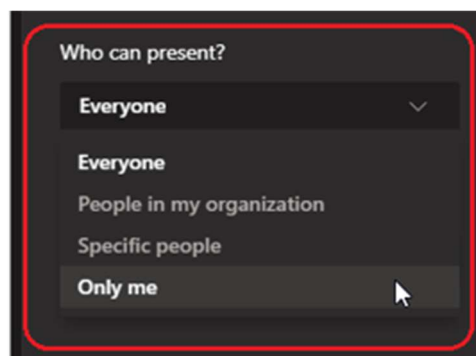 Who can present?
Everyone
Everyone
People in my organization
Specific people
Only me